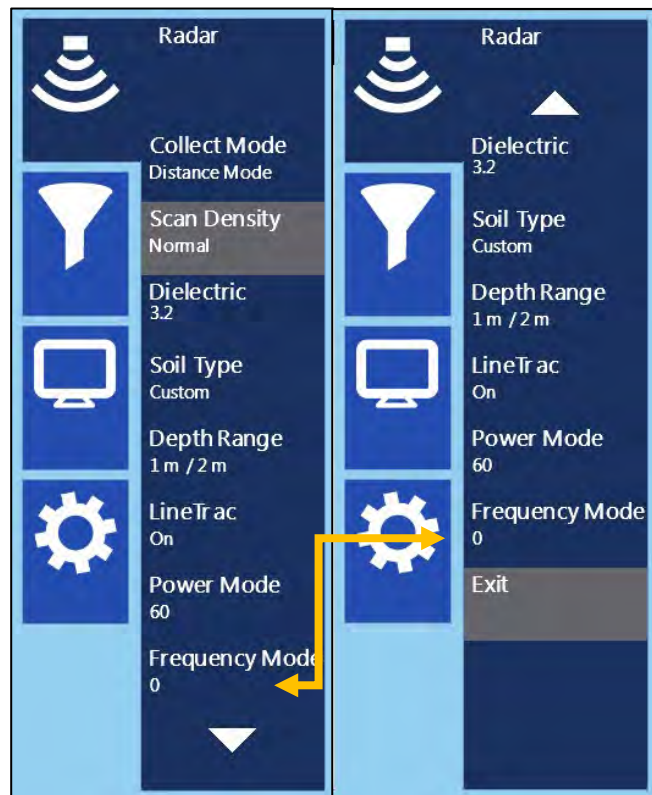 Radar
Collect Mode
Distance Mode
Scan Density
Normal
Dielectric
3.2
Soil Type
Custom
Depth Range
1 m / 2 m
LineTrac
On
Power Mode
60
Frequency Mode
0
Radar
Dielectric
3.2
Soil Type
Custom
Depth Range
1 m / 2 m
LineTrac
On
Power Mode
60
Frequency Mode
0
Exit